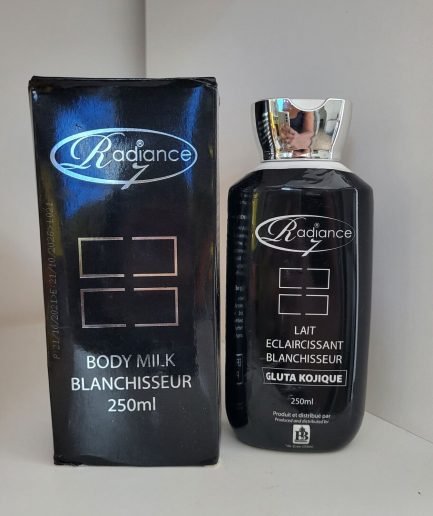 Radiance
7
BODY MILK
BLANCHISSEUR
250ml
Radiance
7
LAIT
ECLAIRCISSANT
BLANCHISSEUR
GLUTA KOJIQUE
250ml
Produit et distribué par
Produced and distributed by